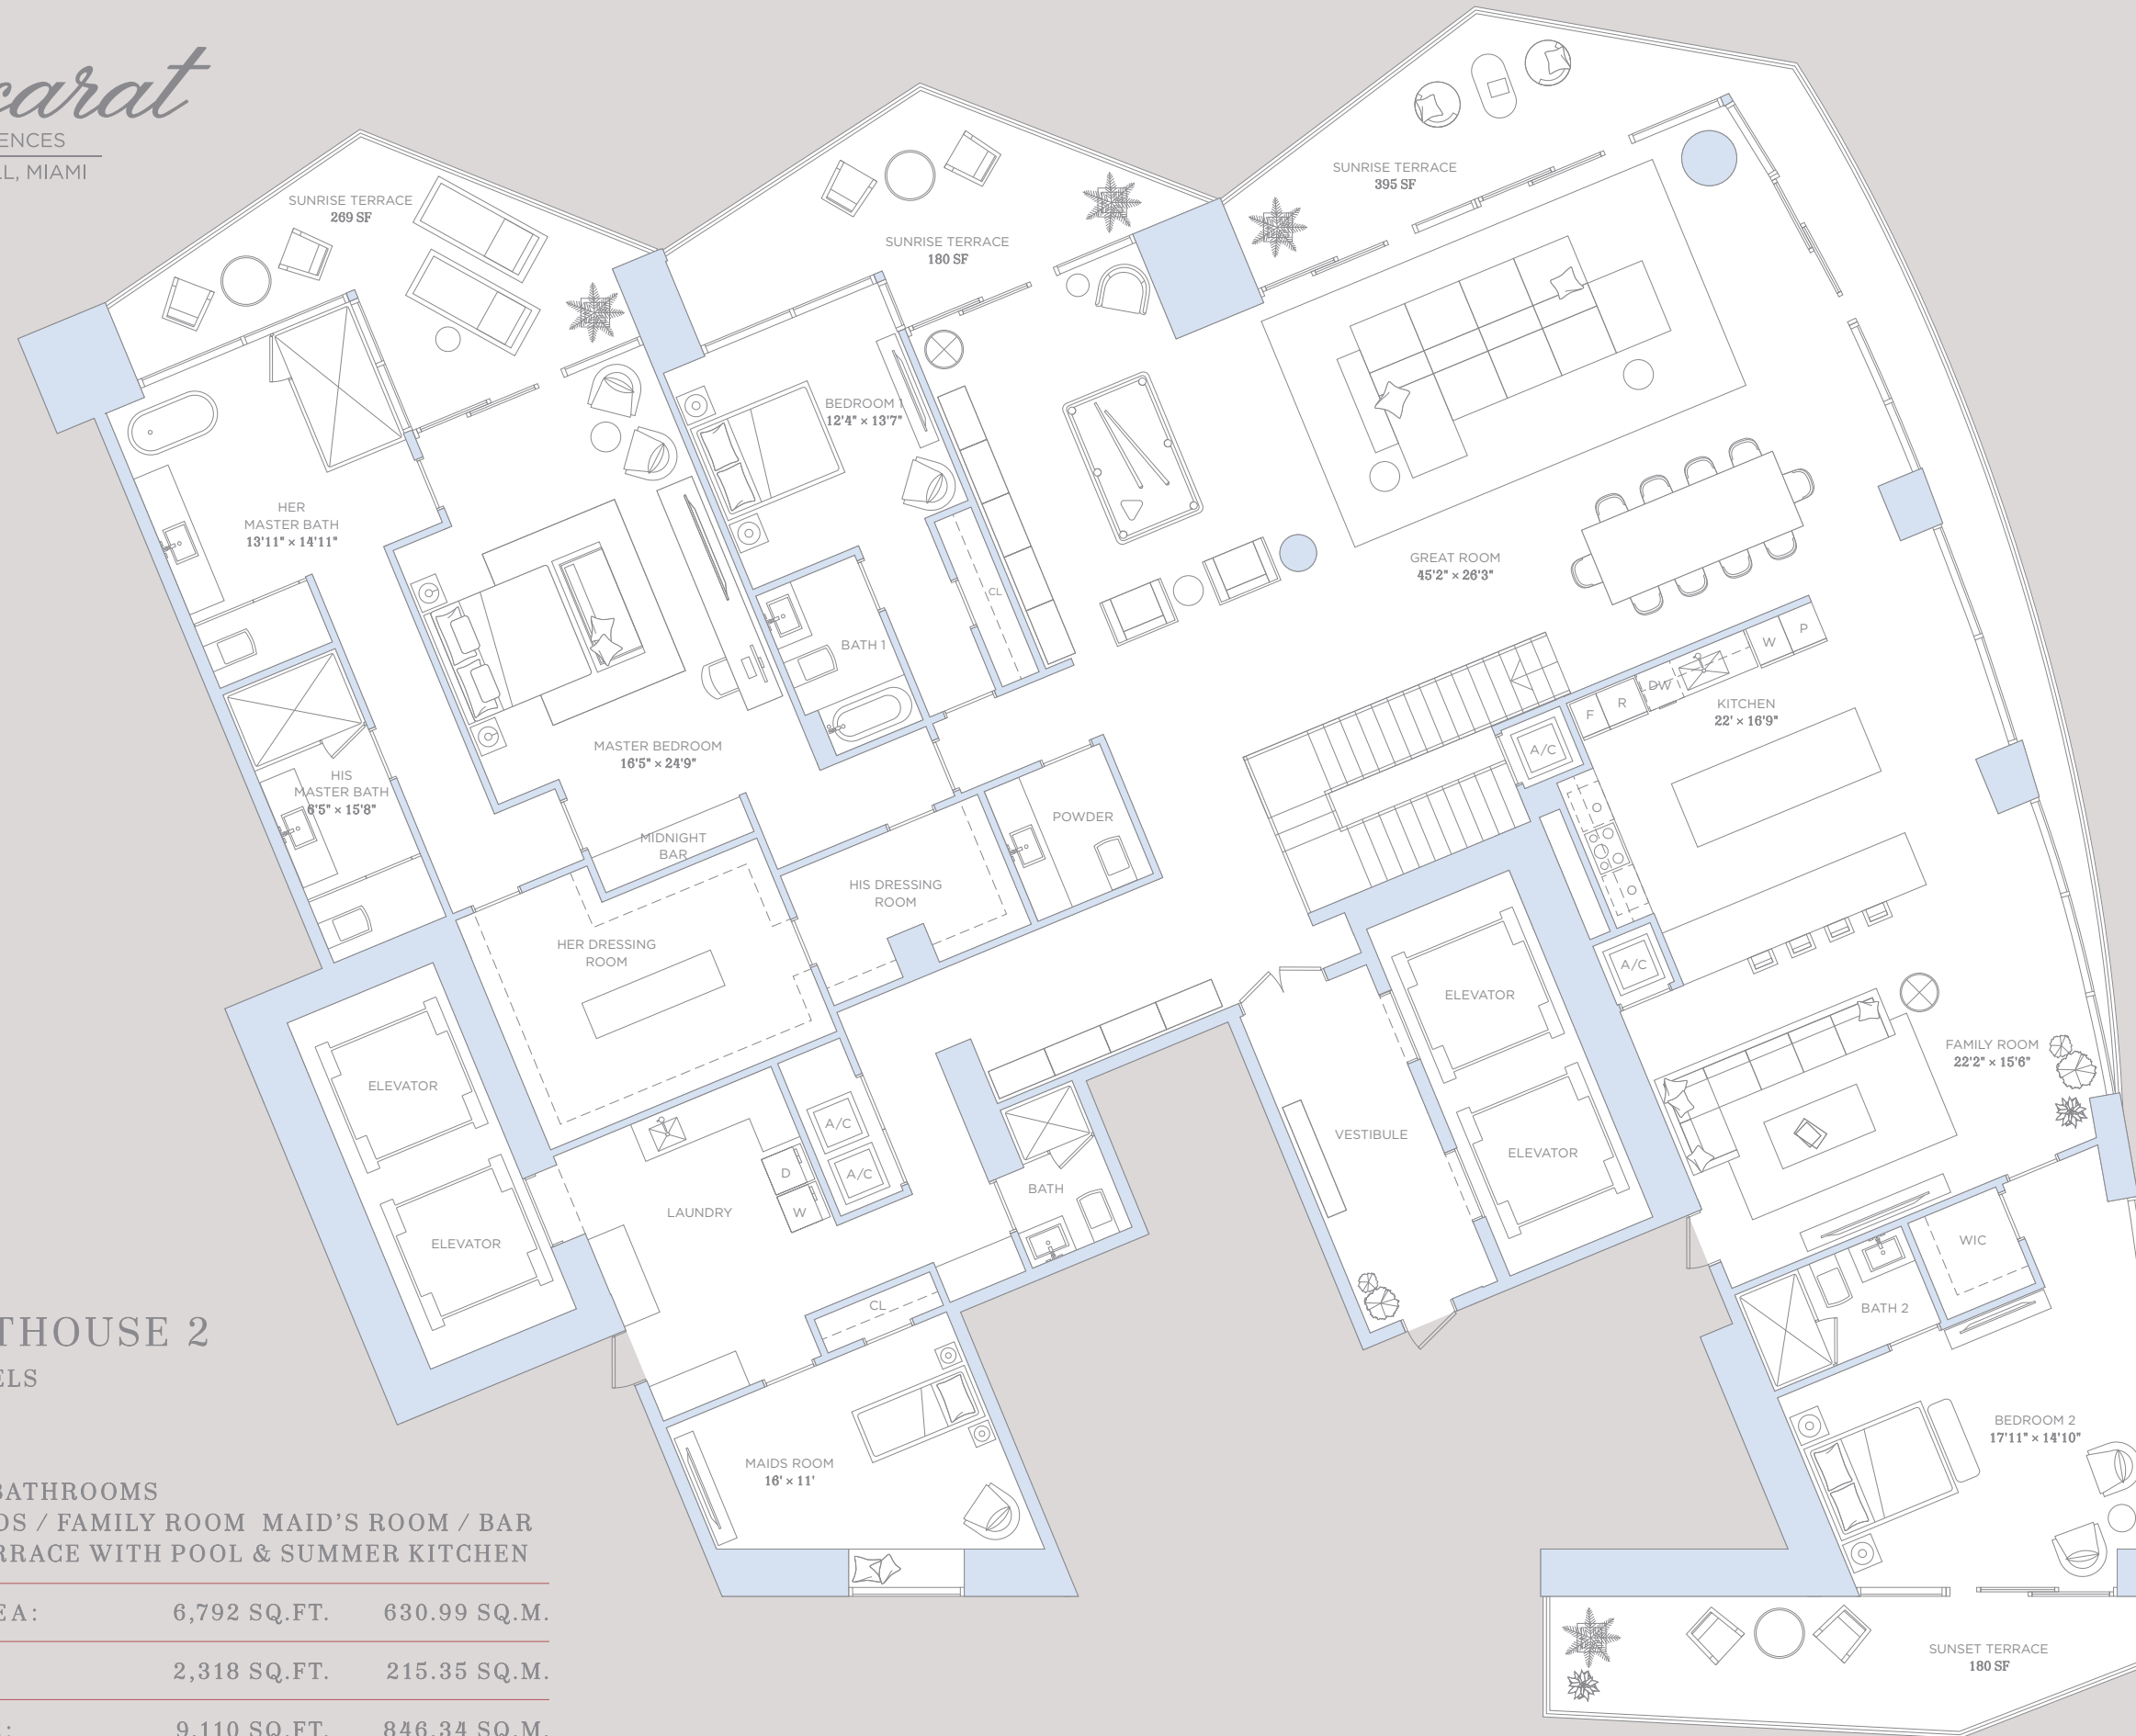 carat
ENCES
LL, MIAMI
SUNRISE TERRACE
269 SF
SUNRISE TERRACE
180 SF
SUNRISE TERRACE
395 SF
HER
MASTER BATH
13'11" × 14'11"
BEDROOM 1
12'4" × 13'7"
CL
BATH 1
GREAT ROOM
45'2" × 26'3"
W
P
DW
R
F
KITCHEN
22' × 16'9"
A/C
MASTER BEDROOM
16'5" × 24'9"
HIS
MASTER BATH
6'5" × 15'8"
MIDNIGHT
BAR
POWDER
HIS DRESSING
ROOM
HER DRESSING
ROOM
A/C
ELEVATOR
ELEVATOR
FAMILY ROOM
22'2" × 15'6"
ELEVATOR
ELEVATOR
VESTIBULE
A/C
A/C
D
W
LAUNDRY
BATH
ELEVATOR
WIC
BATH 2
CL
THOUSE 2
ELS
MAIDS ROOM
16' × 11'
BEDROOM 2
17'11" × 14'10"
BATHROOMS
DS / FAMILY ROOM MAID'S ROOM / BAR
RRACE WITH POOL & SUMMER KITCHEN
EA: 6,792 SQ.FT. 630.99 SQ.M.
2,318 SQ.FT. 215.35 SQ.M.
9,110 SQ.FT. 846.34 SQ.M.
SUNSET TERRACE
180 SF